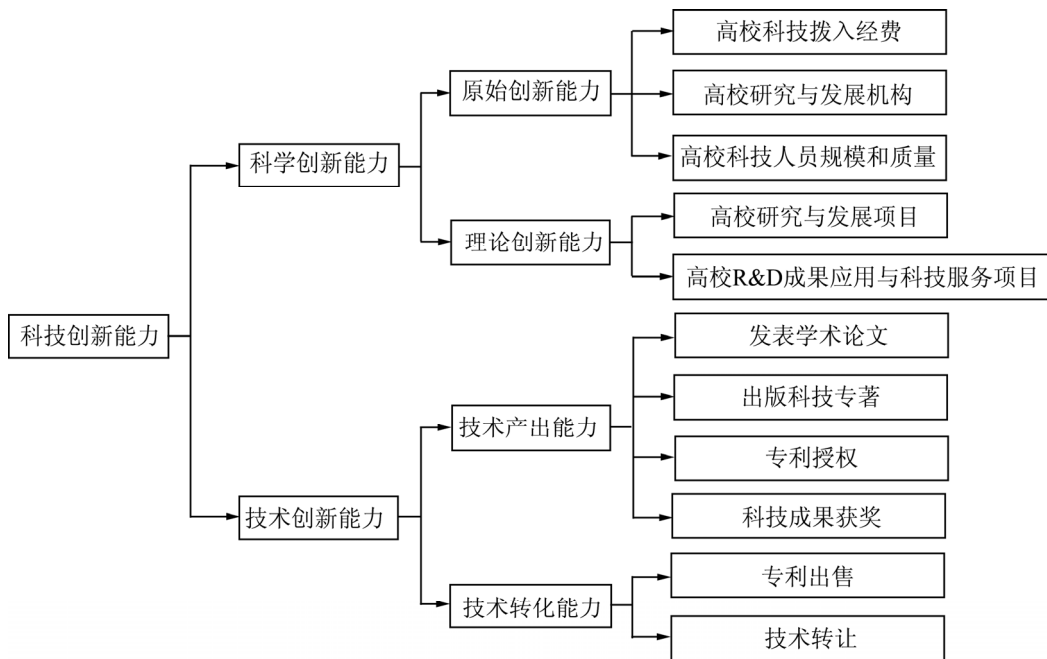 科技创新能力
科学创新能力
原始创新能力
高校科技拨入经费
高校研究与发展机构
高校科技人员规模和质量
理论创新能力
高校研究与发展项目
高校R&D成果应用与科技服务项目
技术创新能力
技术产出能力
发表学术论文
出版科技专著
专利授权
科技成果获奖
技术转化能力
专利出售
技术转让